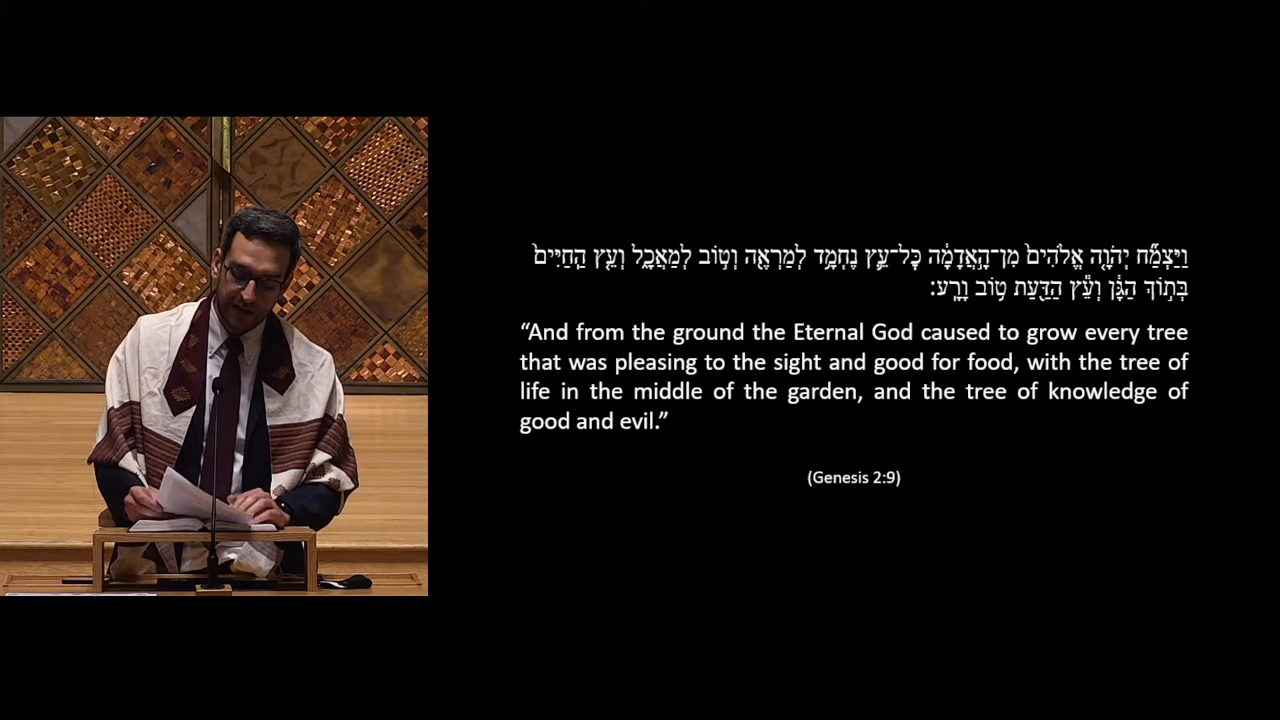 וַיַּצְמַ֞ח יְהֹוָ֤ה אֱלֹהִים֙ מִן־הָ֣אֲדָמָ֔ה כׇּל־עֵ֛ץ נֶחְמָ֥ד לְמַרְאֶ֖ה וְט֣וֹב לְמַאֲכָ֑ל וְעֵ֤ץ הַֽחַיִּים֙
בְּת֣וֹךְ הַגָּ֔ן וְעֵ֕ץ הַדַּ֖עַת ט֥וֹב וָרָֽע׃
“And from the ground the Eternal God caused to grow every tree
that was pleasing to the sight and good for food, with the tree of
life in the middle of the garden, and the tree of knowledge of
good and evil.”
(Genesis 2:9)